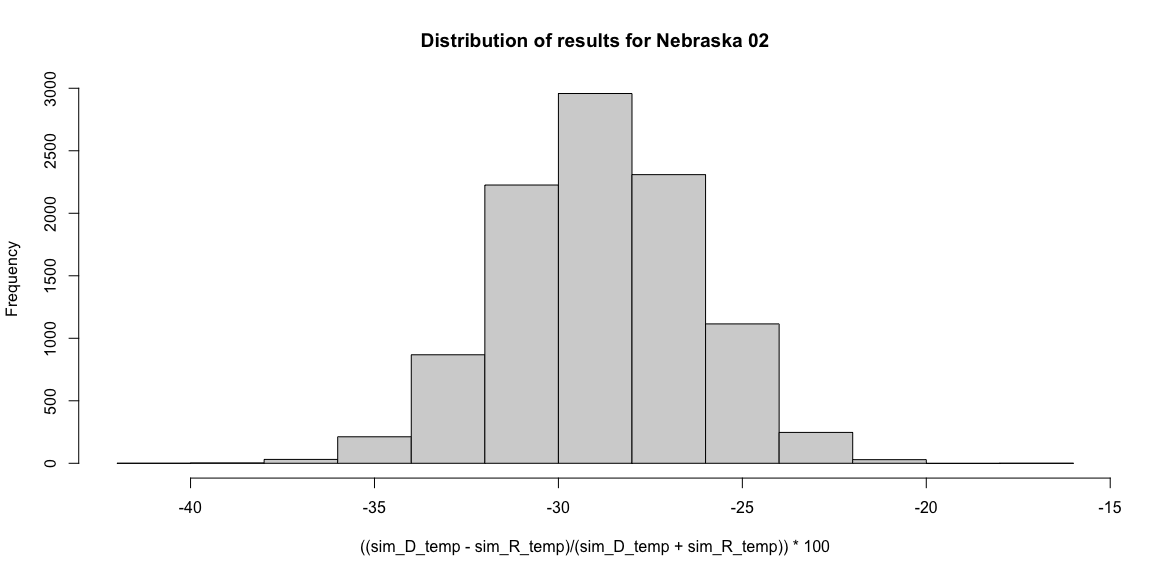 Distribution of results for Nebraska 02
Frequency
3000
2500
2000
1500
1000
500
0
-40 -35 -30 -25 -20 -15
((sim_D_temp - sim_R_temp)/(sim_D_temp + sim_R_temp)) * 100